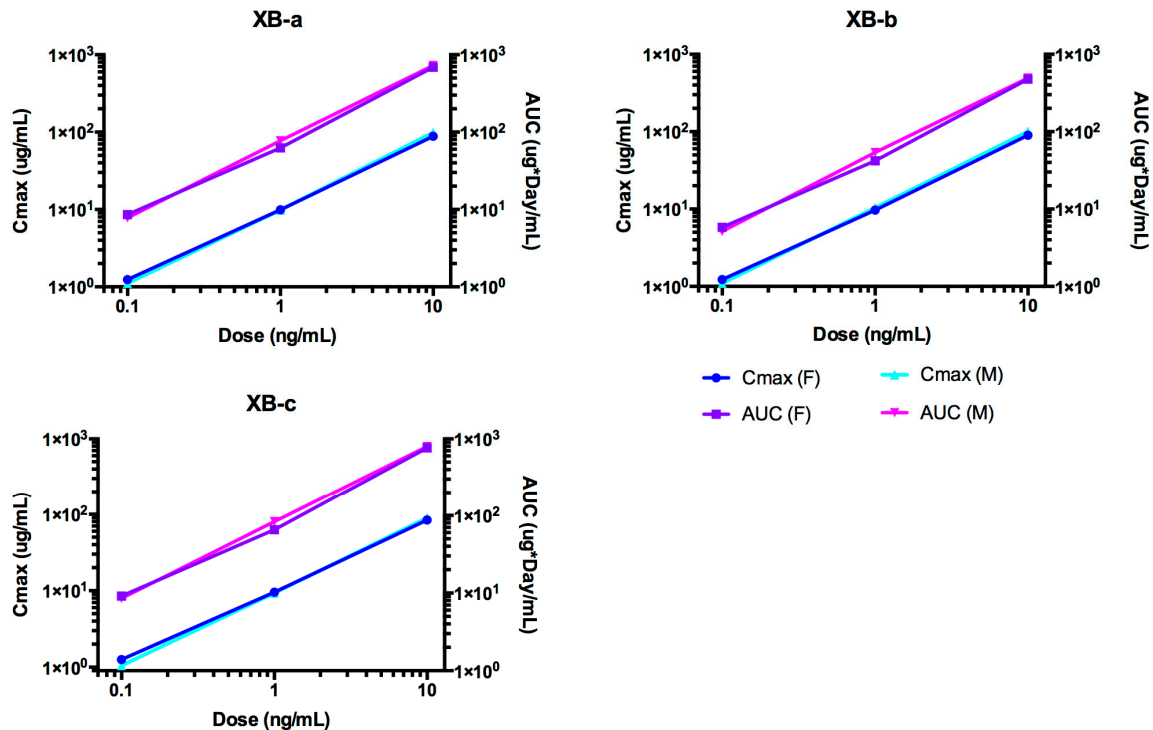 XB-a
1×10³
1×10²
1×10¹
1×10⁰
Cmax (ug/mL)
1×10³
1×10²
1×10¹
1×10⁰
AUC (ug*Day/mL)
0.1
1
10
Dose (ng/mL)
XB-b
1×10³
1×10²
1×10¹
1×10⁰
Cmax (ug/mL)
1×10³
1×10²
1×10¹
1×10⁰
AUC (ug*Day/mL)
0.1
1
10
Dose (ng/mL)
Cmax (F)
Cmax (M)
AUC (F)
AUC (M)
XB-c
1×10³
1×10²
1×10¹
1×10⁰
Cmax (ug/mL)
1×10³
1×10²
1×10¹
1×10⁰
AUC (ug*Day/mL)
0.1
1
10
Dose (ng/mL)